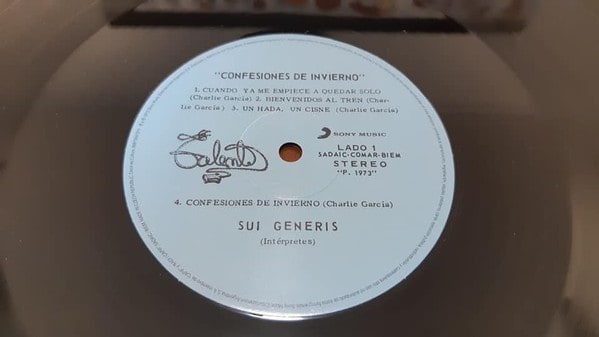 "CONFESIONES DE INVIERNO"
1. CUANDO YA ME EMPIECE A QUEDAR SOLO
(Charlie García) 2. BIENVENIDOS AL TREN (Char-
lie García) 3. UN HADA, UN CISNE (Charlie García)
SONY MUSIC
LADO 1
SADAIC-COMAR-BIEM
STEREO
"P. 1973"
4. CONFESIONES DE INVIERNO (Charlie García)
SUI GENERIS
(Intérpretes)